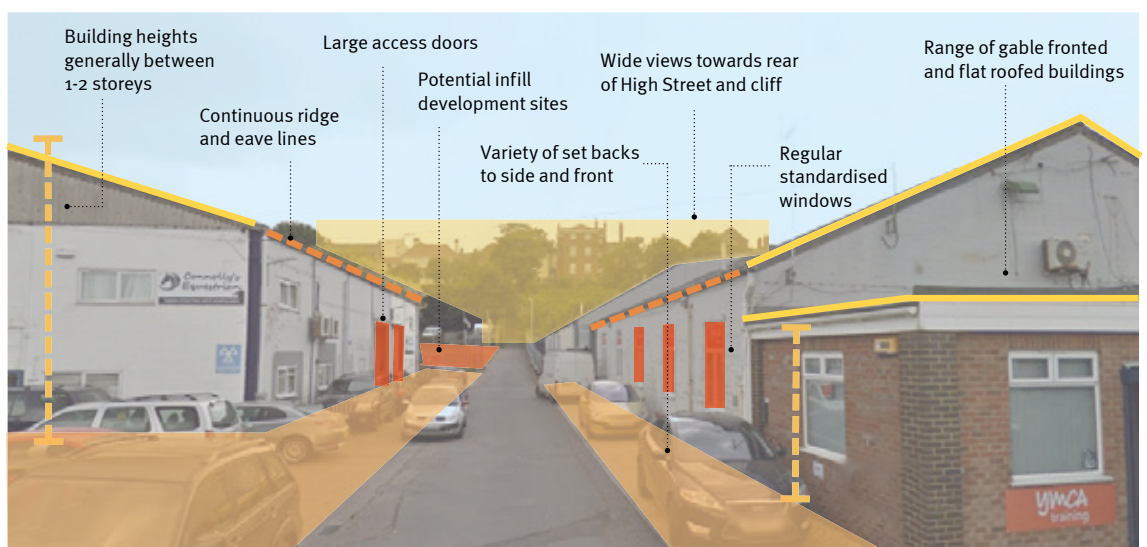 Building heights
generally between
1-2 storeys
Large access doors
Continuous ridge
and eave lines
Potential infill
development sites
Wide views towards rear
of High Street and cliff
Variety of set backs
to side and front
Regular
standardised
windows
Range of gable fronted
and flat roofed buildings
Connolly's
Equestrian
YMCA
training